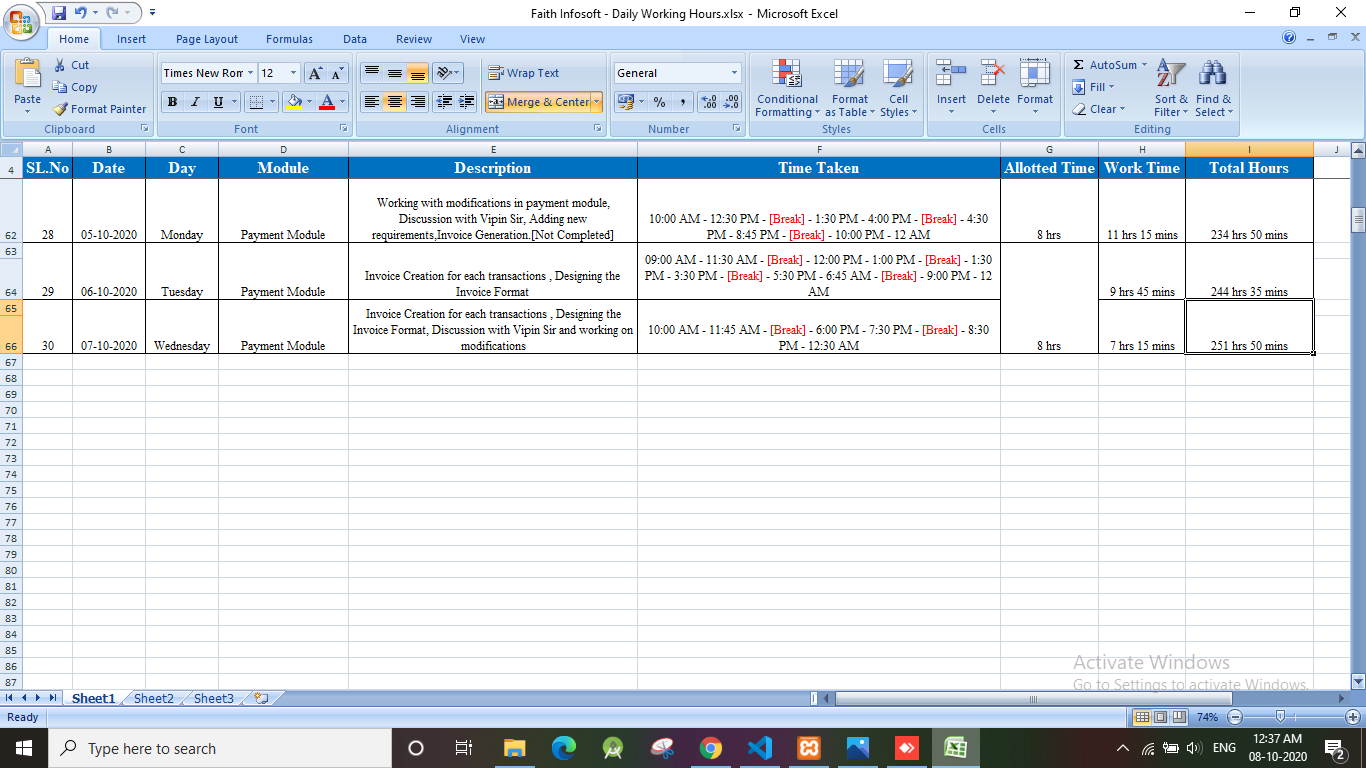 Faith Infosoft - Daily Working Hours.xlsx - Microsoft Excel
Home Insert Page Layout Formulas Data Review View
Paste
Cut
Copy
Format Painter
Clipboard
Times New Ror 12
B I U
Font
Wrap Text
Merge & Center
Alignment
General
% ,
Number
Conditional Formatting
Format as Table
Cell Styles
Styles
Insert Delete Format
Cells
Σ AutoSum
Fill
Clear
Sort & Filter
Find & Select
Editing
A B C D E F G H I J
4 SL.No Date Day Module Description Time Taken Allotted Time Work Time Total Hours
Working with modifications in payment module,
Discussion with Vipin Sir, Adding new
requirements,Invoice Generation.[Not Completed]
10:00 AM - 12:30 PM - [Break] - 1:30 PM - 4:00 PM - [Break] - 4:30
PM - 8:45 PM - [Break] - 10:00 PM - 12 AM
62 28 05-10-2020 Monday Payment Module 8 hrs 11 hrs 15 mins 234 hrs 50 mins
63
Invoice Creation for each transactions , Designing the
Invoice Format
09:00 AM - 11:30 AM - [Break] - 12:00 PM - 1:00 PM - [Break] - 1:30
PM - 3:30 PM - [Break] - 5:30 PM - 6:45 AM - [Break] - 9:00 PM - 12
AM
64 29 06-10-2020 Tuesday Payment Module 9 hrs 45 mins 244 hrs 35 mins
65
Invoice Creation for each transactions , Designing the
Invoice Format, Discussion with Vipin Sir and working on
modifications
10:00 AM - 11:45 AM - [Break] - 6:00 PM - 7:30 PM - [Break] - 8:30
PM - 12:30 AM
66 30 07-10-2020 Wednesday Payment Module 8 hrs 7 hrs 15 mins 251 hrs 50 mins
67
68
69
70
71
72
73
74
75
76
77
78
79
80
81
82
83
84
85
86
87
Activate Windows
Go to Settings to activate Windows.
Sheet1 Sheet2 Sheet3
Ready
74%
Type here to search
ENG
12:37 AM
08-10-2020
2